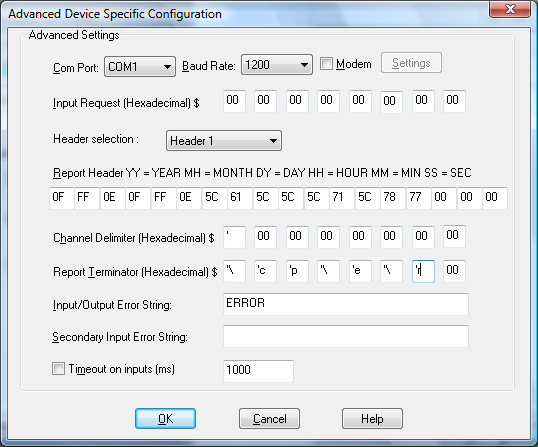 Advanced Device Specific Configuration
Advanced Settings
Com Port: COM1 Baud Rate: 1200 Modem Settings
Input Request (Hexadecimal) $ 00 00 00 00 00 00 00 00
Header selection : Header 1
Report Header YY = YEAR MH = MONTH DY = DAY HH = HOUR MM = MIN SS = SEC
0F FF 0E 0F FF 0E 5C 61 5C 5C 5C 71 5C 78 77 00 00 00
Channel Delimiter (Hexadecimal) $ ' 00 00 00 00 00 00 00
Report Terminator (Hexadecimal) $ '\ 'c 'p '\ 'e '\ 'r 00
Input/Output Error String: ERROR
Secondary Input Error String:
Timeout on inputs (ms) 1000
OK Cancel Help